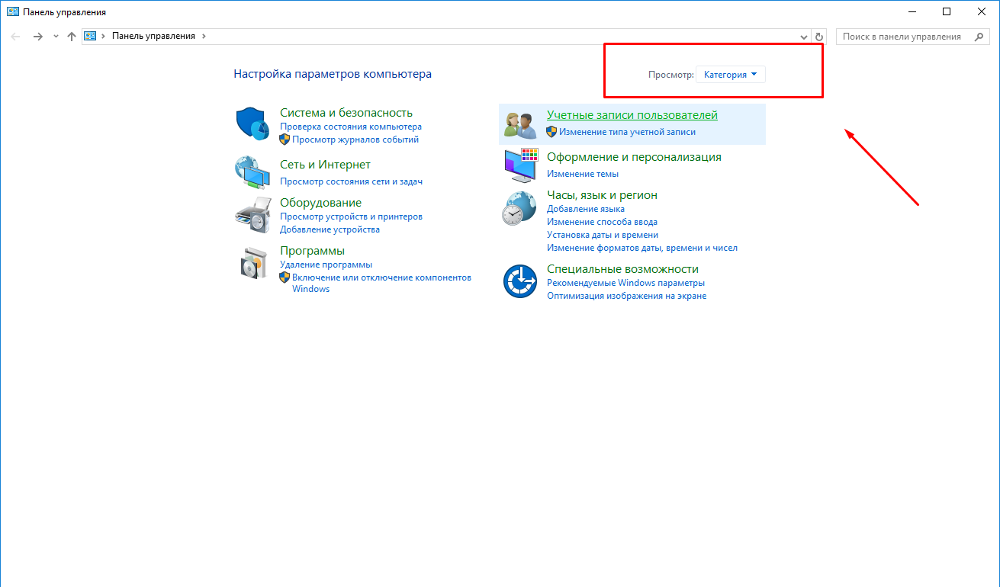 Панель управления
Панель управления
Поиск в панели управления
Настройка параметров компьютера
Просмотр: Категория
Система и безопасность
Проверка состояния компьютера
Просмотр журналов событий
Сеть и Интернет
Просмотр состояния сети и задач
Оборудование
Просмотр устройств и принтеров
Добавление устройства
Программы
Удаление программы
Включение или отключение компонентов
Windows
Учетные записи пользователей
Изменение типа учетной записи
Оформление и персонализация
Изменение темы
Часы, язык и регион
Добавление языка
Изменение способа ввода
Установка даты и времени
Изменение форматов даты, времени и чисел
Специальные возможности
Рекомендуемые Windows параметры
Оптимизация изображения на экране